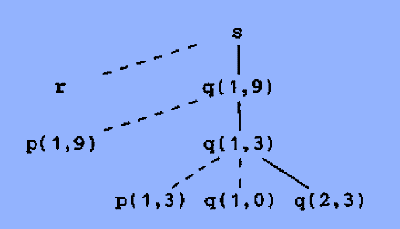 s
r
q(1,9)
p(1,9)
q(1,3)
p(1,3) q(1,0) q(2,3)